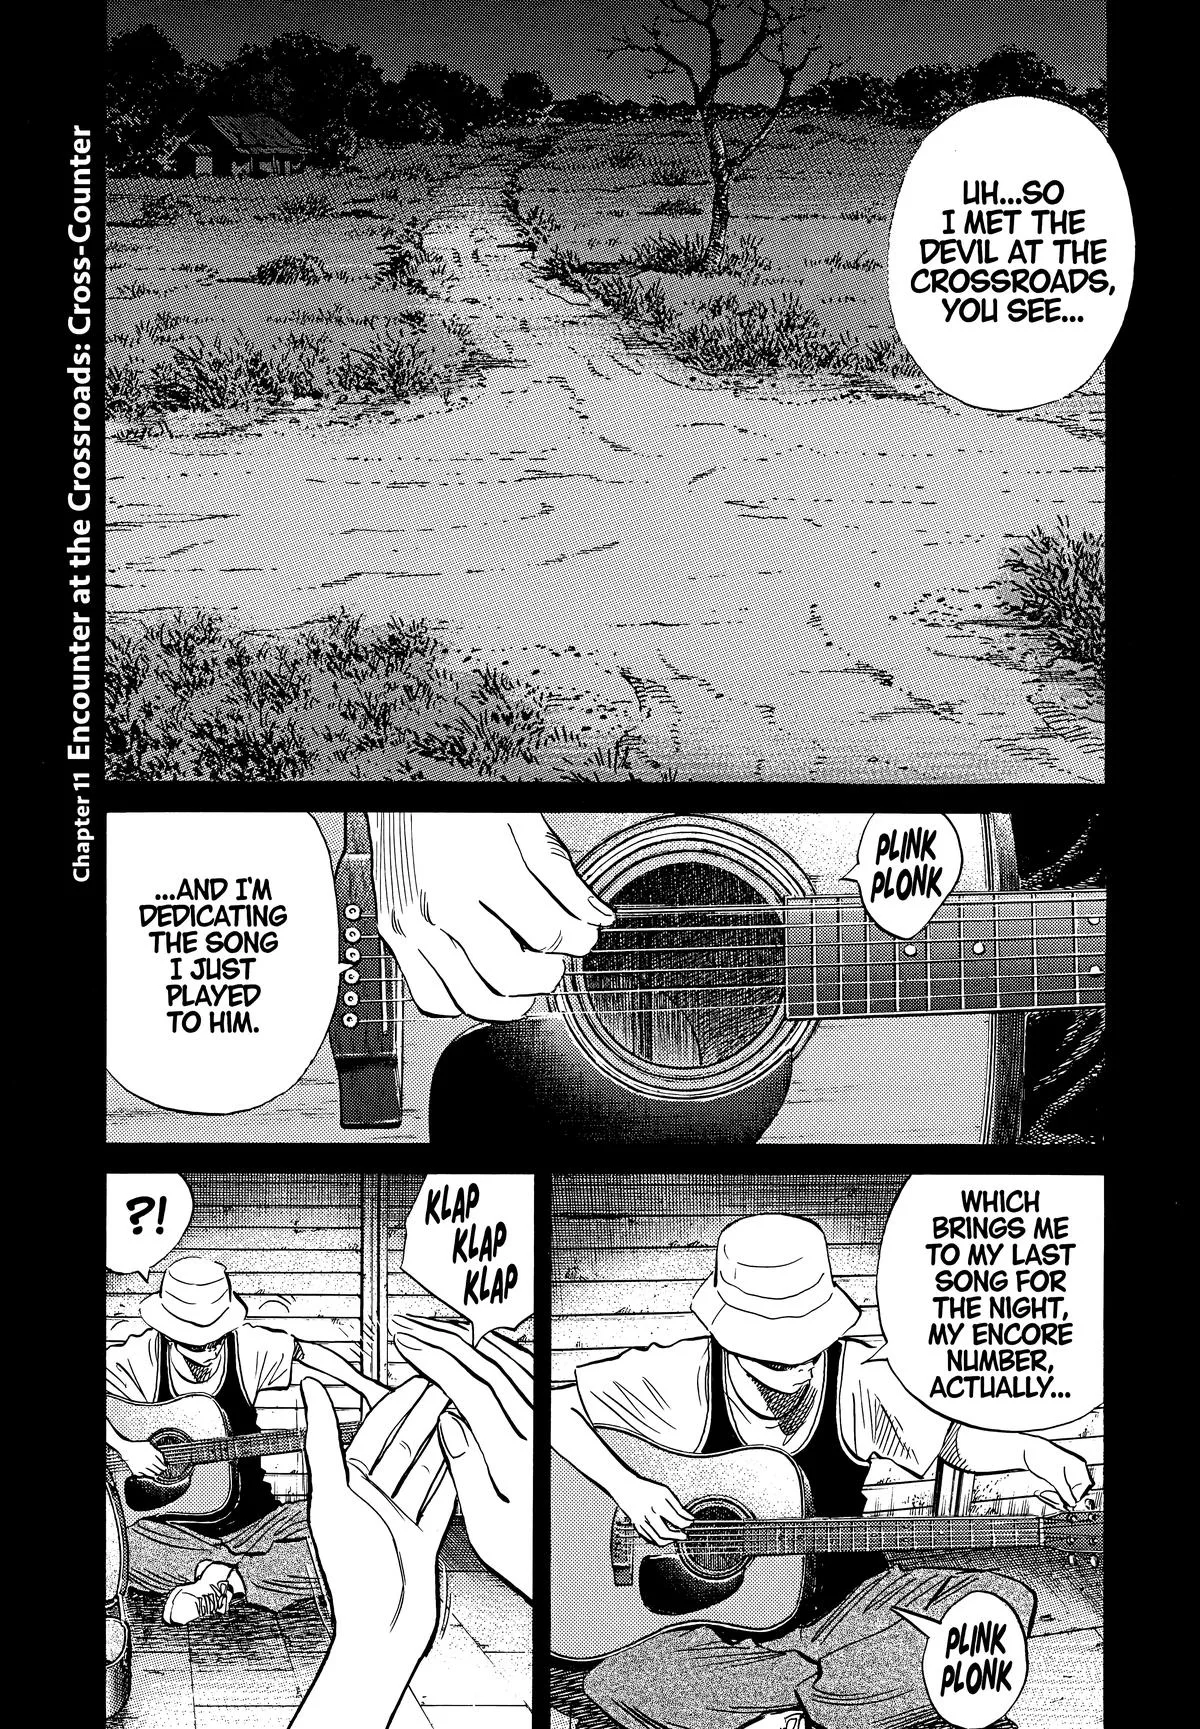 Chapter 11 Encounter at the Crossroads: Cross-Counter
UH...SO
I MET THE
DEVIL AT THE
CROSSROADS,
YOU SEE...
PLINK
PLONK
...AND I'M
DEDICATING
THE SONG
I JUST
PLAYED
TO HIM.
WHICH
BRINGS ME
TO MY LAST
SONG FOR
THE NIGHT,
MY ENCORE
NUMBER,
ACTUALLY...
PLINK
PLONK
KLAP
KLAP
KLAP
?!